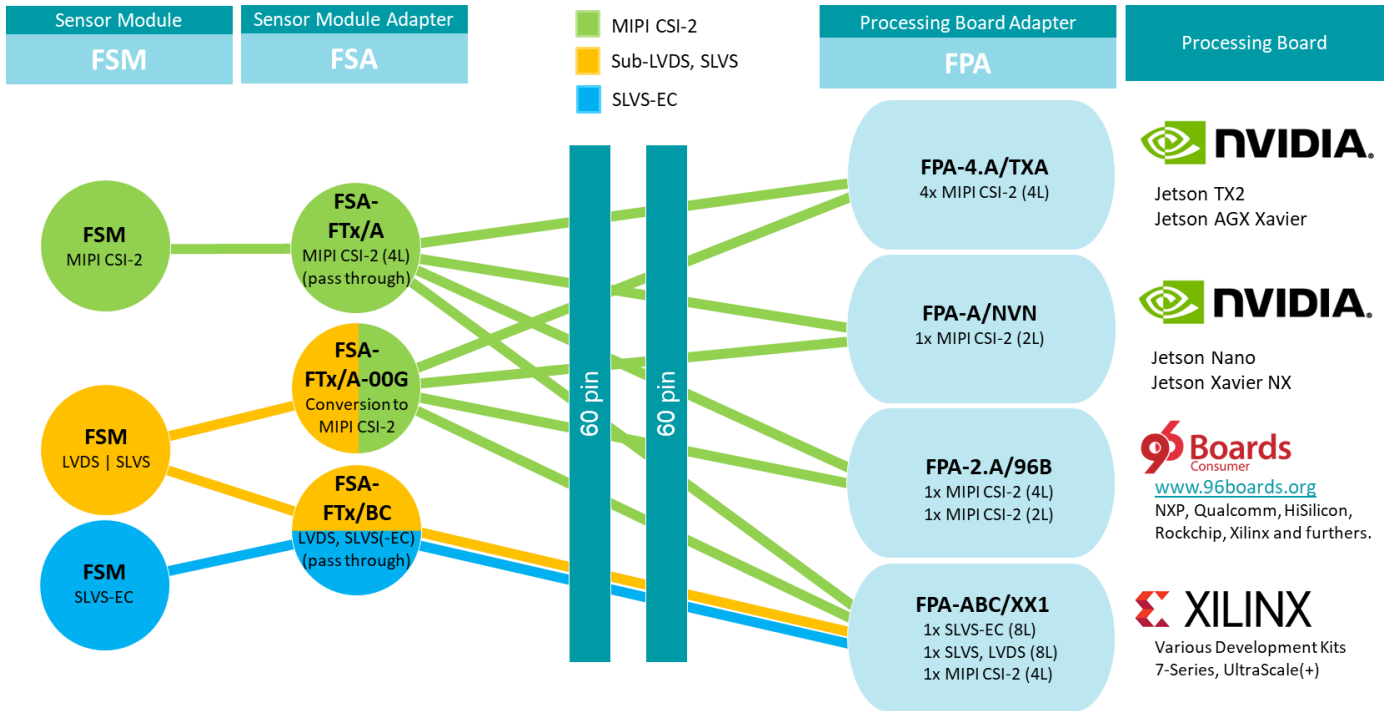 Sensor Module
FSM
Sensor Module Adapter
FSA
MIPI CSI-2
Sub-LVDS, SLVS
SLVS-EC
Processing Board Adapter
FPA
Processing Board
FSM
MIPI CSI-2
FSM
LVDS | SLVS
FSM
SLVS-EC
FSA-
FTx/A
MIPI CSI-2 (4L)
(pass through)
FSA-
FTx/A-00G
Conversion to
MIPI CSI-2
FSA-
FTx/BC
LVDS, SLVS(-EC)
(pass through)
60 pin
60 pin
FPA-4.A/TXA
4x MIPI CSI-2 (4L)
FPA-A/NVN
1x MIPI CSI-2 (2L)
FPA-2.A/96B
1x MIPI CSI-2 (4L)
1x MIPI CSI-2 (2L)
FPA-ABC/XX1
1x SLVS-EC (8L)
1x SLVS, LVDS (8L)
1x MIPI CSI-2 (4L)
NVIDIA.
Jetson TX2
Jetson AGX Xavier
NVIDIA.
Jetson Nano
Jetson Xavier NX
96Boards
Consumer
www.96boards.org
NXP, Qualcomm, HiSilicon,
Rockchip, Xilinx and furthers.
XILINX
Various Development Kits
7-Series, UltraScale(+)